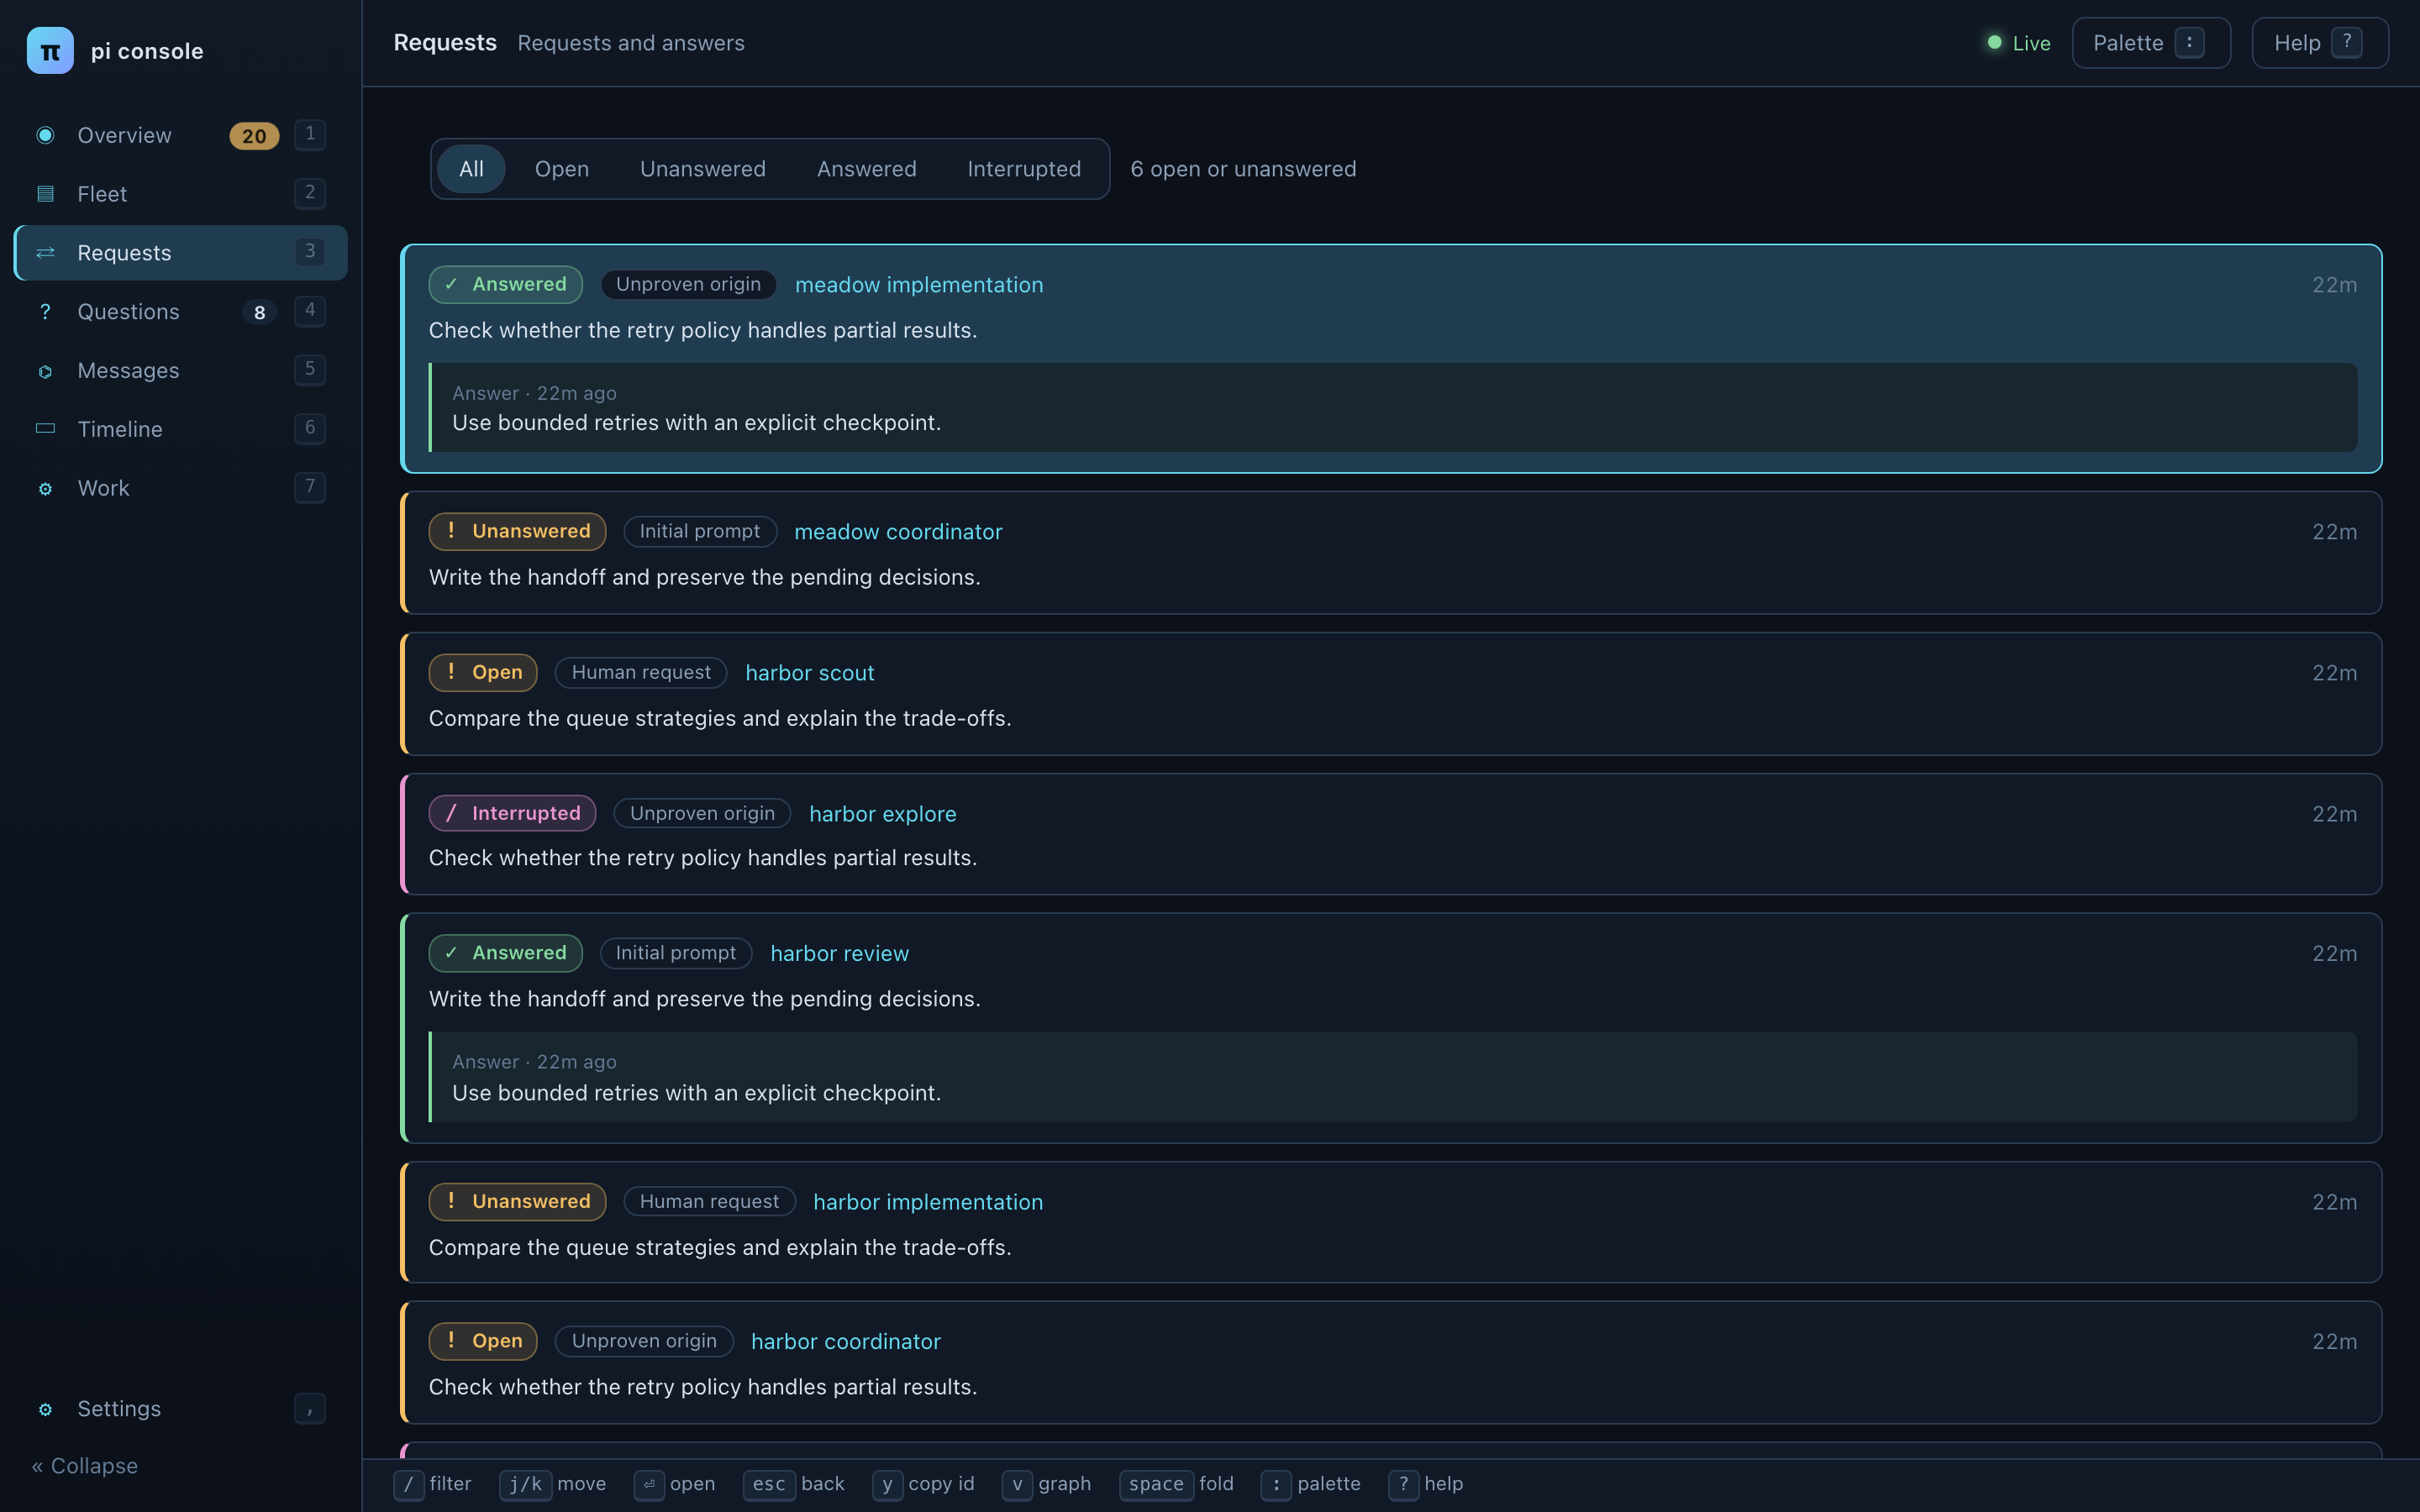 π pi console
Requests Requests and answers
Live Palette : Help ?
Overview 20 1
Fleet 2
Requests 3
? Questions 8 4
Messages 5
Timeline 6
Work 7
Settings ,
« Collapse
All Open Unanswered Answered Interrupted 6 open or unanswered
✓ Answered Unproven origin meadow implementation 22m
Check whether the retry policy handles partial results.
Answer · 22m ago
Use bounded retries with an explicit checkpoint.
! Unanswered Initial prompt meadow coordinator 22m
Write the handoff and preserve the pending decisions.
! Open Human request harbor scout 22m
Compare the queue strategies and explain the trade-offs.
/ Interrupted Unproven origin harbor explore 22m
Check whether the retry policy handles partial results.
✓ Answered Initial prompt harbor review 22m
Write the handoff and preserve the pending decisions.
Answer · 22m ago
Use bounded retries with an explicit checkpoint.
! Unanswered Human request harbor implementation 22m
Compare the queue strategies and explain the trade-offs.
! Open Unproven origin harbor coordinator 22m
Check whether the retry policy handles partial results.
/ filter j/k move ⏎ open esc back y copy id v graph space fold : palette ? help